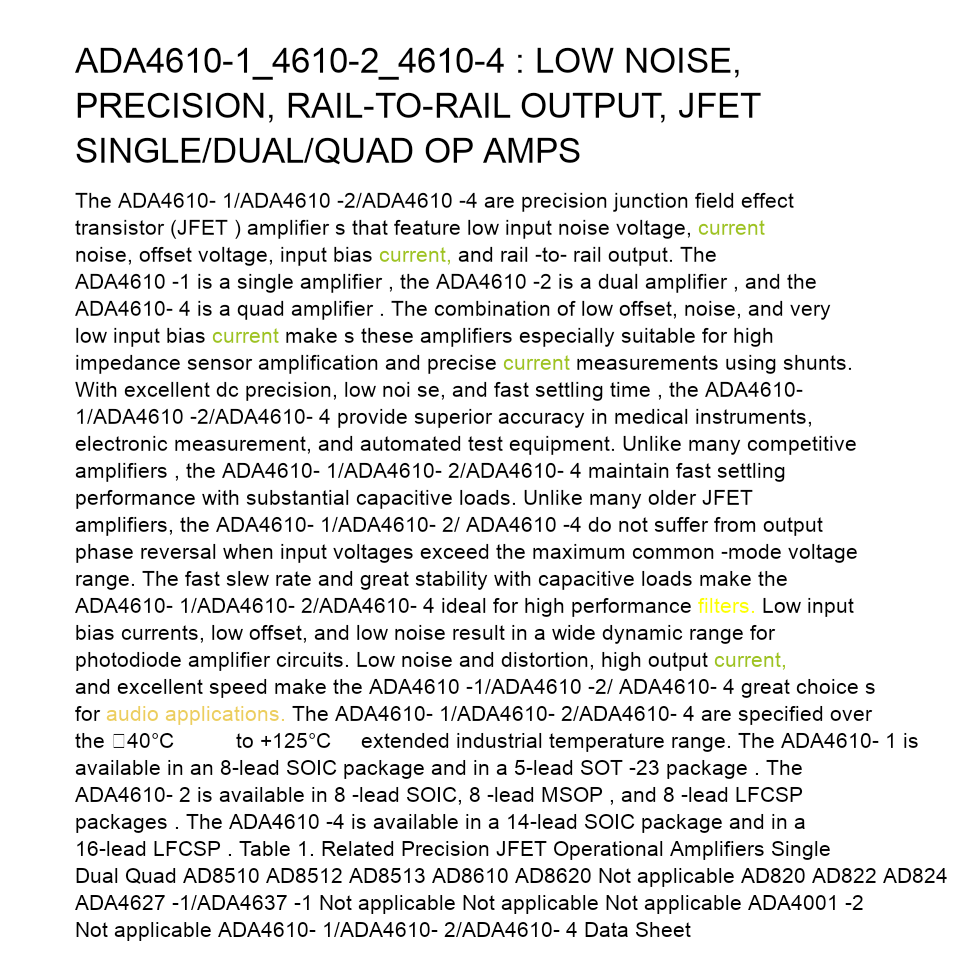 ADA4610-1_4610-2_4610-4 : LOW NOISE,
PRECISION, RAIL-TO-RAIL OUTPUT, JFET
SINGLE/DUAL/QUAD OP AMPS
The ADA4610- 1/ADA4610 -2/ADA4610 -4 are precision junction field effect
transistor (JFET ) amplifier s that feature low input noise voltage, current
noise, offset voltage, input bias current, and rail -to- rail output. The
ADA4610 -1 is a single amplifier , the ADA4610 -2 is a dual amplifier , and the
ADA4610- 4 is a quad amplifier . The combination of low offset, noise, and very
low input bias current make s these amplifiers especially suitable for high
impedance sensor amplification and precise current measurements using shunts.
With excellent dc precision, low noi se, and fast settling time , the ADA4610-
1/ADA4610 -2/ADA4610- 4 provide superior accuracy in medical instruments,
electronic measurement, and automated test equipment. Unlike many competitive
amplifiers , the ADA4610- 1/ADA4610- 2/ADA4610- 4 maintain fast settling
performance with substantial capacitive loads. Unlike many older JFET
amplifiers, the ADA4610- 1/ADA4610- 2/ ADA4610 -4 do not suffer from output
phase reversal when input voltages exceed the maximum common -mode voltage
range. The fast slew rate and great stability with capacitive loads make the
ADA4610- 1/ADA4610- 2/ADA4610- 4 ideal for high performance filters. Low input
bias currents, low offset, and low noise result in a wide dynamic range for
photodiode amplifier circuits. Low noise and distortion, high output current,
and excellent speed make the ADA4610 -1/ADA4610 -2/ ADA4610- 4 great choice s
for audio applications. The ADA4610- 1/ADA4610- 2/ADA4610- 4 are specified over
the □40°C to +125°C extended industrial temperature range. The ADA4610- 1 is
available in an 8-lead SOIC package and in a 5-lead SOT -23 package . The
ADA4610- 2 is available in 8 -lead SOIC, 8 -lead MSOP , and 8 -lead LFCSP
packages . The ADA4610 -4 is available in a 14-lead SOIC package and in a
16-lead LFCSP . Table 1. Related Precision JFET Operational Amplifiers Single
Dual Quad AD8510 AD8512 AD8513 AD8610 AD8620 Not applicable AD820 AD822 AD824
ADA4627 -1/ADA4637 -1 Not applicable Not applicable Not applicable ADA4001 -2
Not applicable ADA4610- 1/ADA4610- 2/ADA4610- 4 Data Sheet